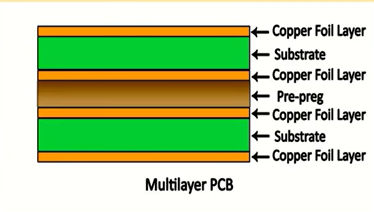 Copper Foil Layer
Substrate
Copper Foil Layer
Pre-preg
Copper Foil Layer
Substrate
Copper Foil Layer
Multilayer PCB